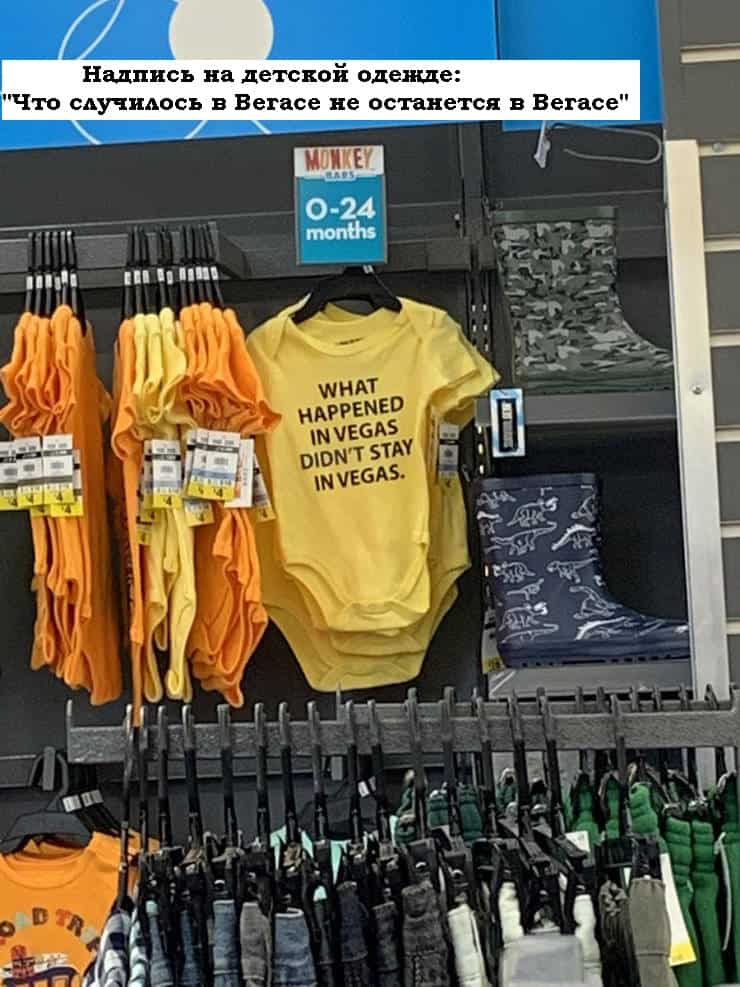 Надпись на детской одежде:
"Что случилось в Вегасе не останется в Вегасе"
MONKEY
BARS
0-24
months
WHAT
HAPPENED
IN VEGAS
DIDN'T STAY
IN VEGAS.